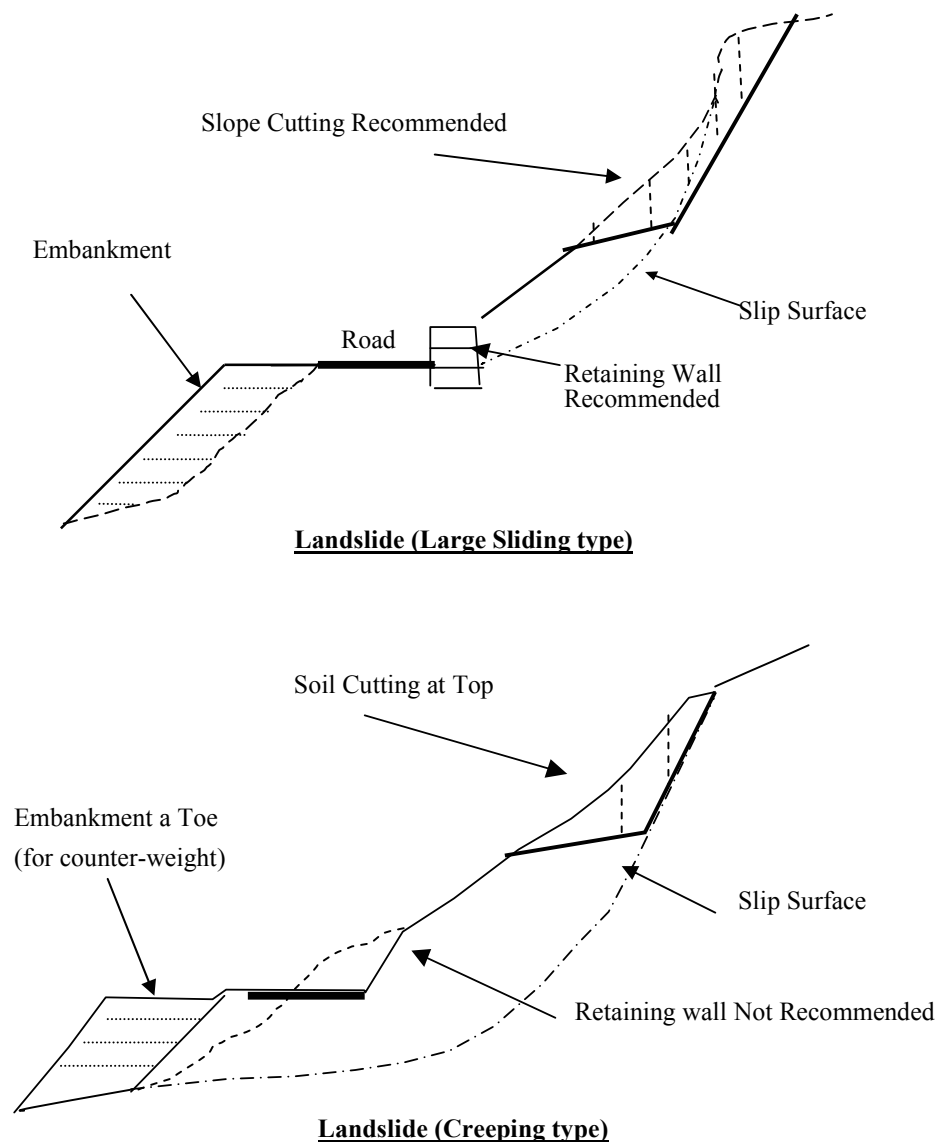 Slope Cutting Recommended
Embankment
Slip Surface
Road
Retaining Wall
Recommended
Landslide (Large Sliding type)
Soil Cutting at Top
Embankment a Toe
(for counter-weight)
Slip Surface
Retaining wall Not Recommended
Landslide (Creeping type)